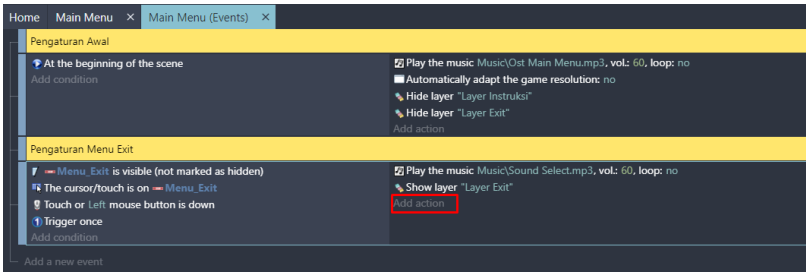 Home Main Menu × Main Menu (Events) ×
Pengaturan Awal
At the beginning of the scene
Add condition
Play the music Music\Ost Main Menu.mp3, vol.: 60, loop: no
Automatically adapt the game resolution: no
Hide layer "Layer Instruksi"
Hide layer "Layer Exit"
Add action
Pengaturan Menu Exit
Menu_Exit is visible (not marked as hidden)
The cursor/touch is on Menu_Exit
Touch or Left mouse button is down
Trigger once
Add condition
Play the music Music\Sound Select.mp3, vol.: 60, loop: no
Show layer "Layer Exit"
Add action
Add a new event